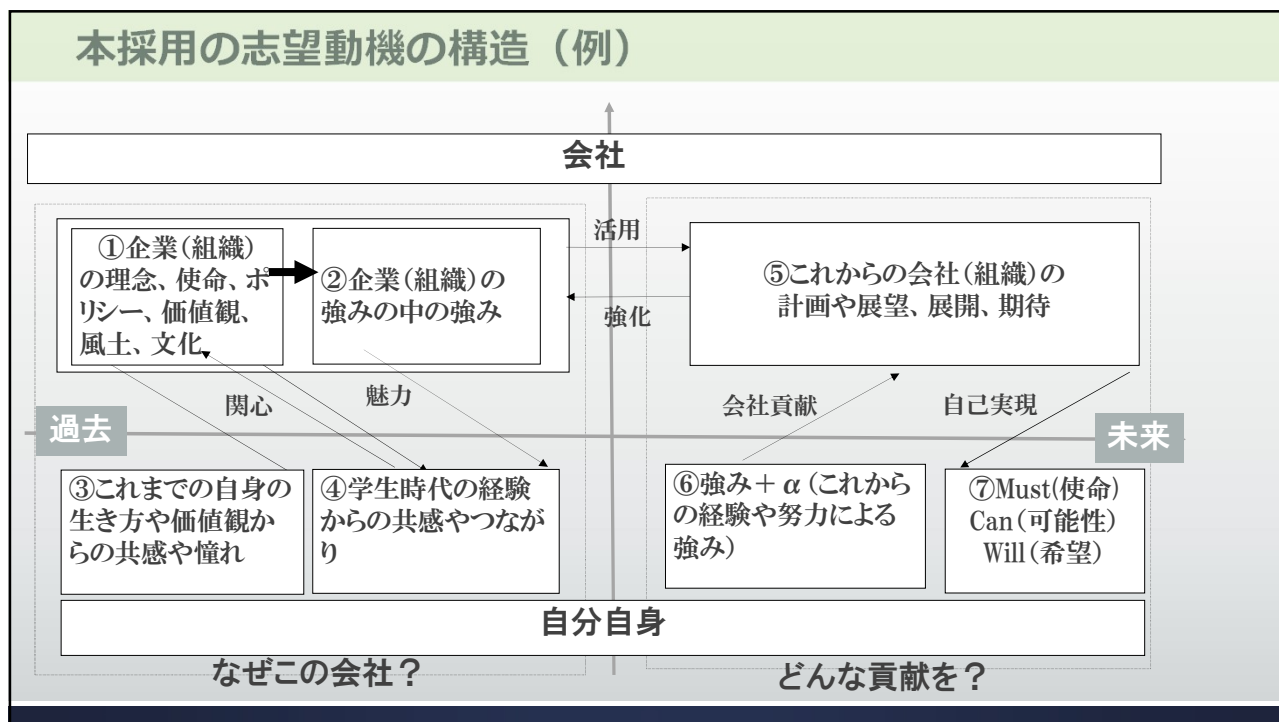 本採用の志望動機の構造（例）
会社
①企業（組織）
の理念、使命、ポ
リシー、価値観、
風土、文化
②企業（組織）の
強みの中の強み
活用
強化
⑤これからの会社（組織）の
計画や展望、展開、期待
関心
魅力
会社貢献
自己実現
過去
未来
③これまでの自身の
生き方や価値観か
らの共感や憧れ
④学生時代の経験
からの共感やつなが
り
⑥強み＋α（これから
の経験や努力による
強み）
⑦Must(使命)
Can（可能性）
Will（希望）
自分自身
なぜこの会社？
どんな貢献を？